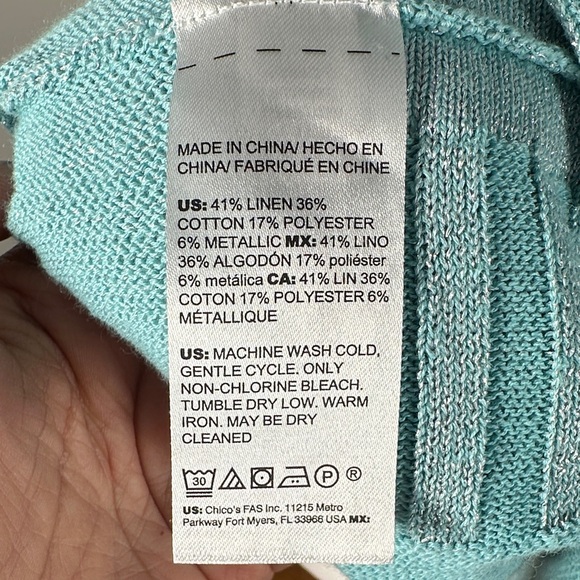 MADE IN CHINA/ HECHO EN
CHINA/ FABRIQUÉ EN CHINE
US: 41% LINEN 36%
COTTON 17% POLYESTER
6% METALLIC MX: 41% LINO
36% ALGODÓN 17% poliéster
6% metálica CA: 41% LIN 36%
COTON 17% POLYESTER 6%
MÉTALLIQUE
US: MACHINE WASH COLD,
GENTLE CYCLE. ONLY
NON-CHLORINE BLEACH.
TUMBLE DRY LOW. WARM
IRON. MAY BE DRY
CLEANED
30 P ®
US: Chico's FAS Inc. 11215 Metro
Parkway Fort Myers, FL 33966 USA MX: